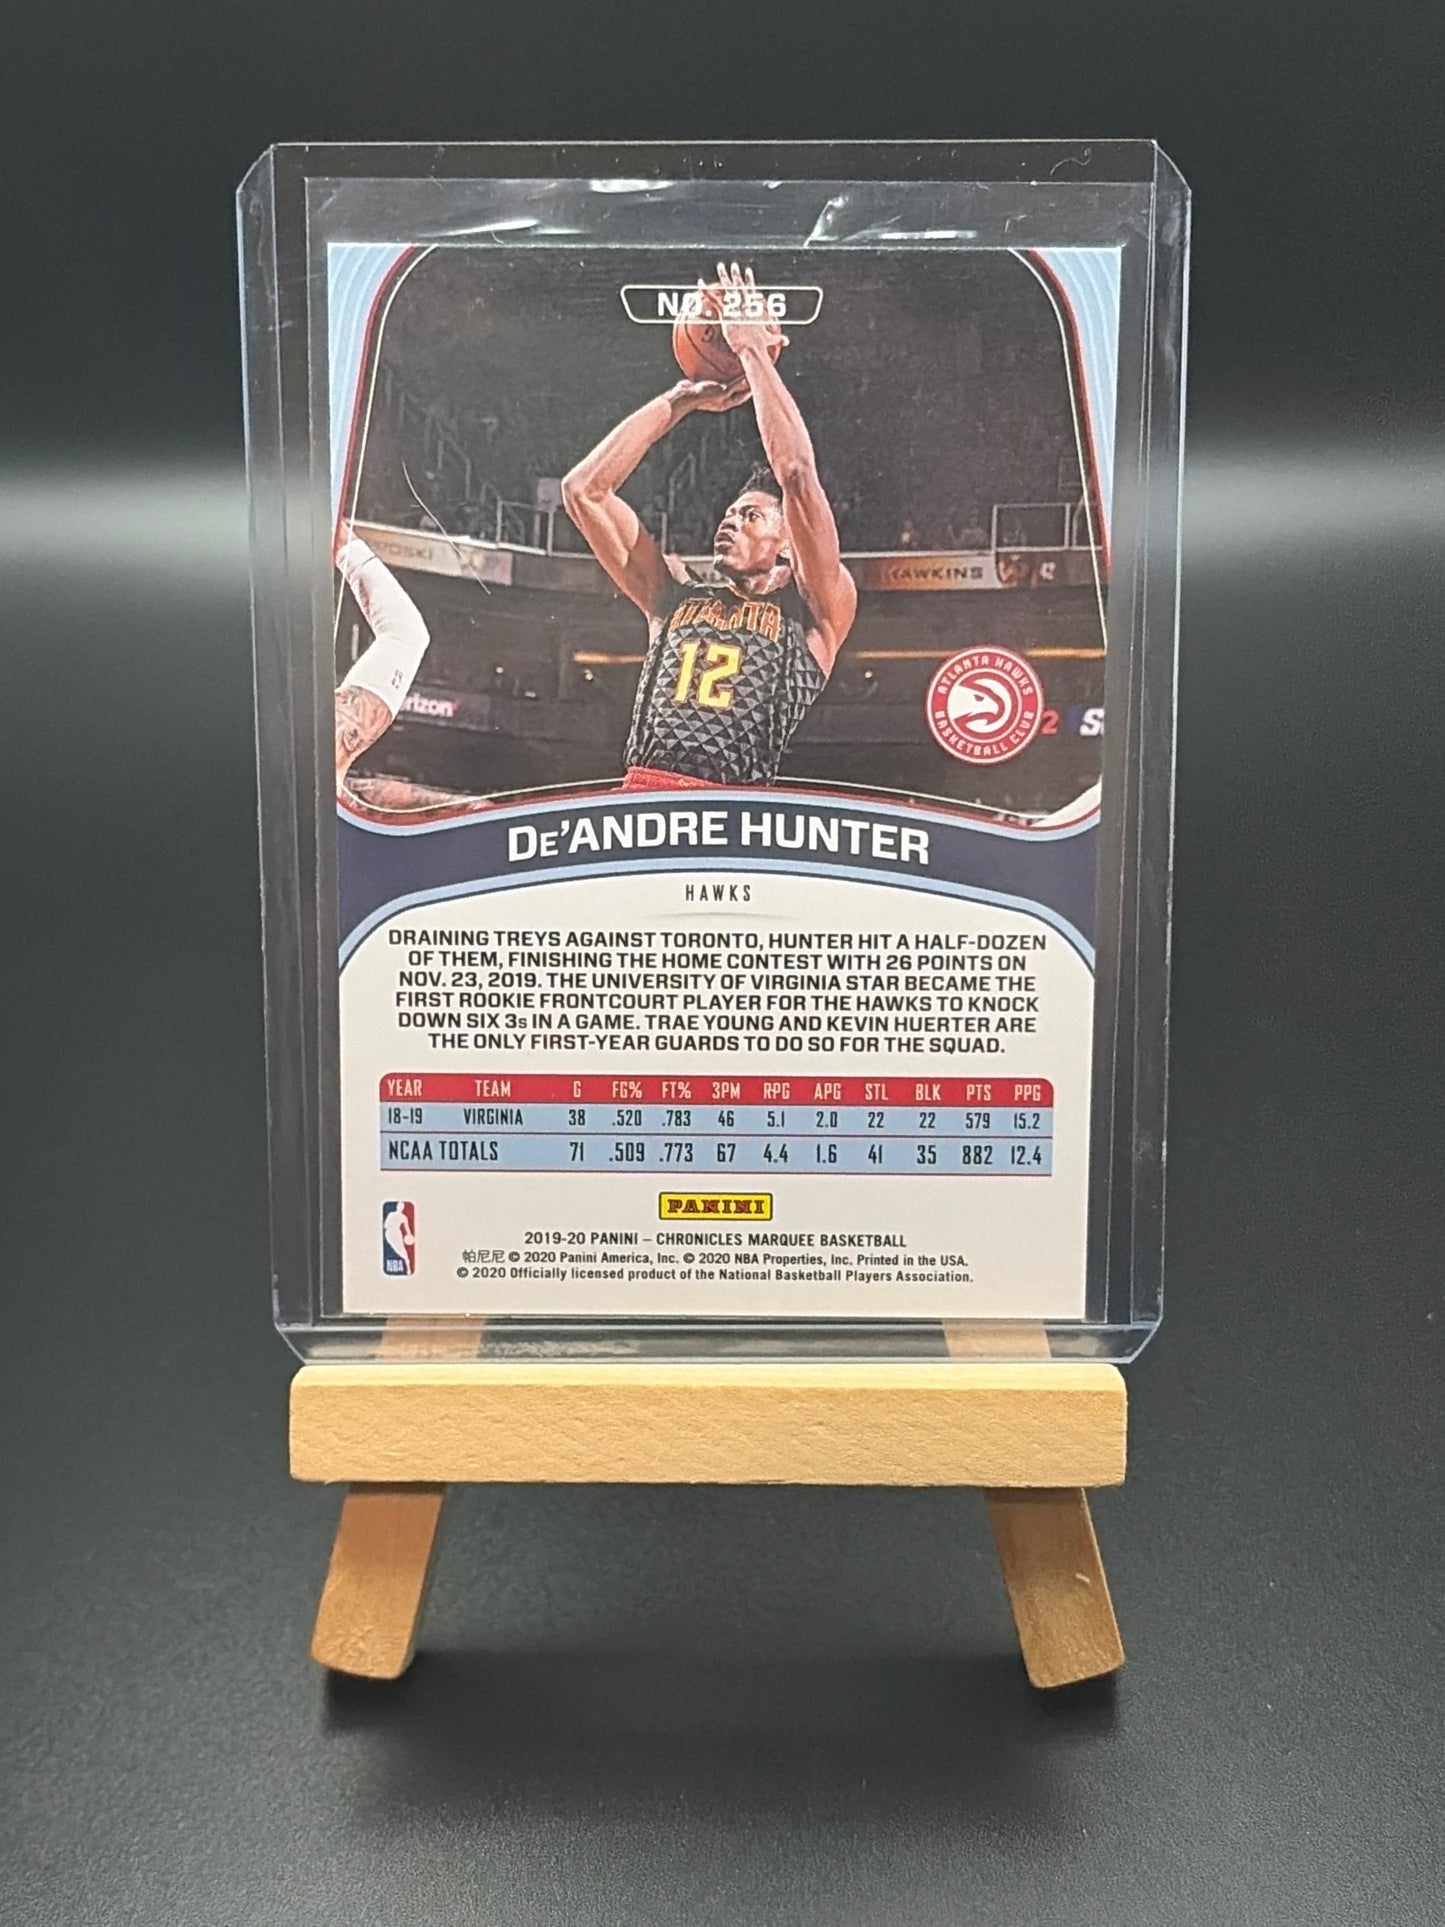 NO. 256
HAWKINS
ATLANTA
12
rizon
ATLANTA HAWKS
BASKETBALL CLUB
DE'ANDRE HUNTER
HAWKS
DRAINING TREYS AGAINST TORONTO, HUNTER HIT A HALF-DOZEN
OF THEM, FINISHING THE HOME CONTEST WITH 26 POINTS ON
NOV. 23, 2019. THE UNIVERSITY OF VIRGINIA STAR BECAME THE
FIRST ROOKIE FRONTCOURT PLAYER FOR THE HAWKS TO KNOCK
DOWN SIX 3s IN A GAME. TRAE YOUNG AND KEVIN HUERTER ARE
THE ONLY FIRST-YEAR GUARDS TO DO SO FOR THE SQUAD.
YEAR TEAM G FG% FT% 3PM RPG APG STL BLK PTS PPG
18-19 VIRGINIA 38 .520 .783 46 5.1 2.0 22 22 579 15.2
NCAA TOTALS 71 .509 .773 67 4.4 1.6 41 35 882 12.4
PANINI
NBA
2019-20 PANINI – CHRONICLES MARQUEE BASKETBALL
帕尼尼 © 2020 Panini America, Inc. © 2020 NBA Properties, Inc. Printed in the USA.
© 2020 Officially licensed product of the National Basketball Players Association.